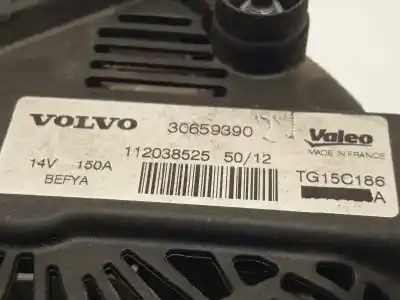 VOLVO 30659390 Valeo
MADE IN FRANCE
14V 150A 112038525 50/12
BEFYA TG15C186